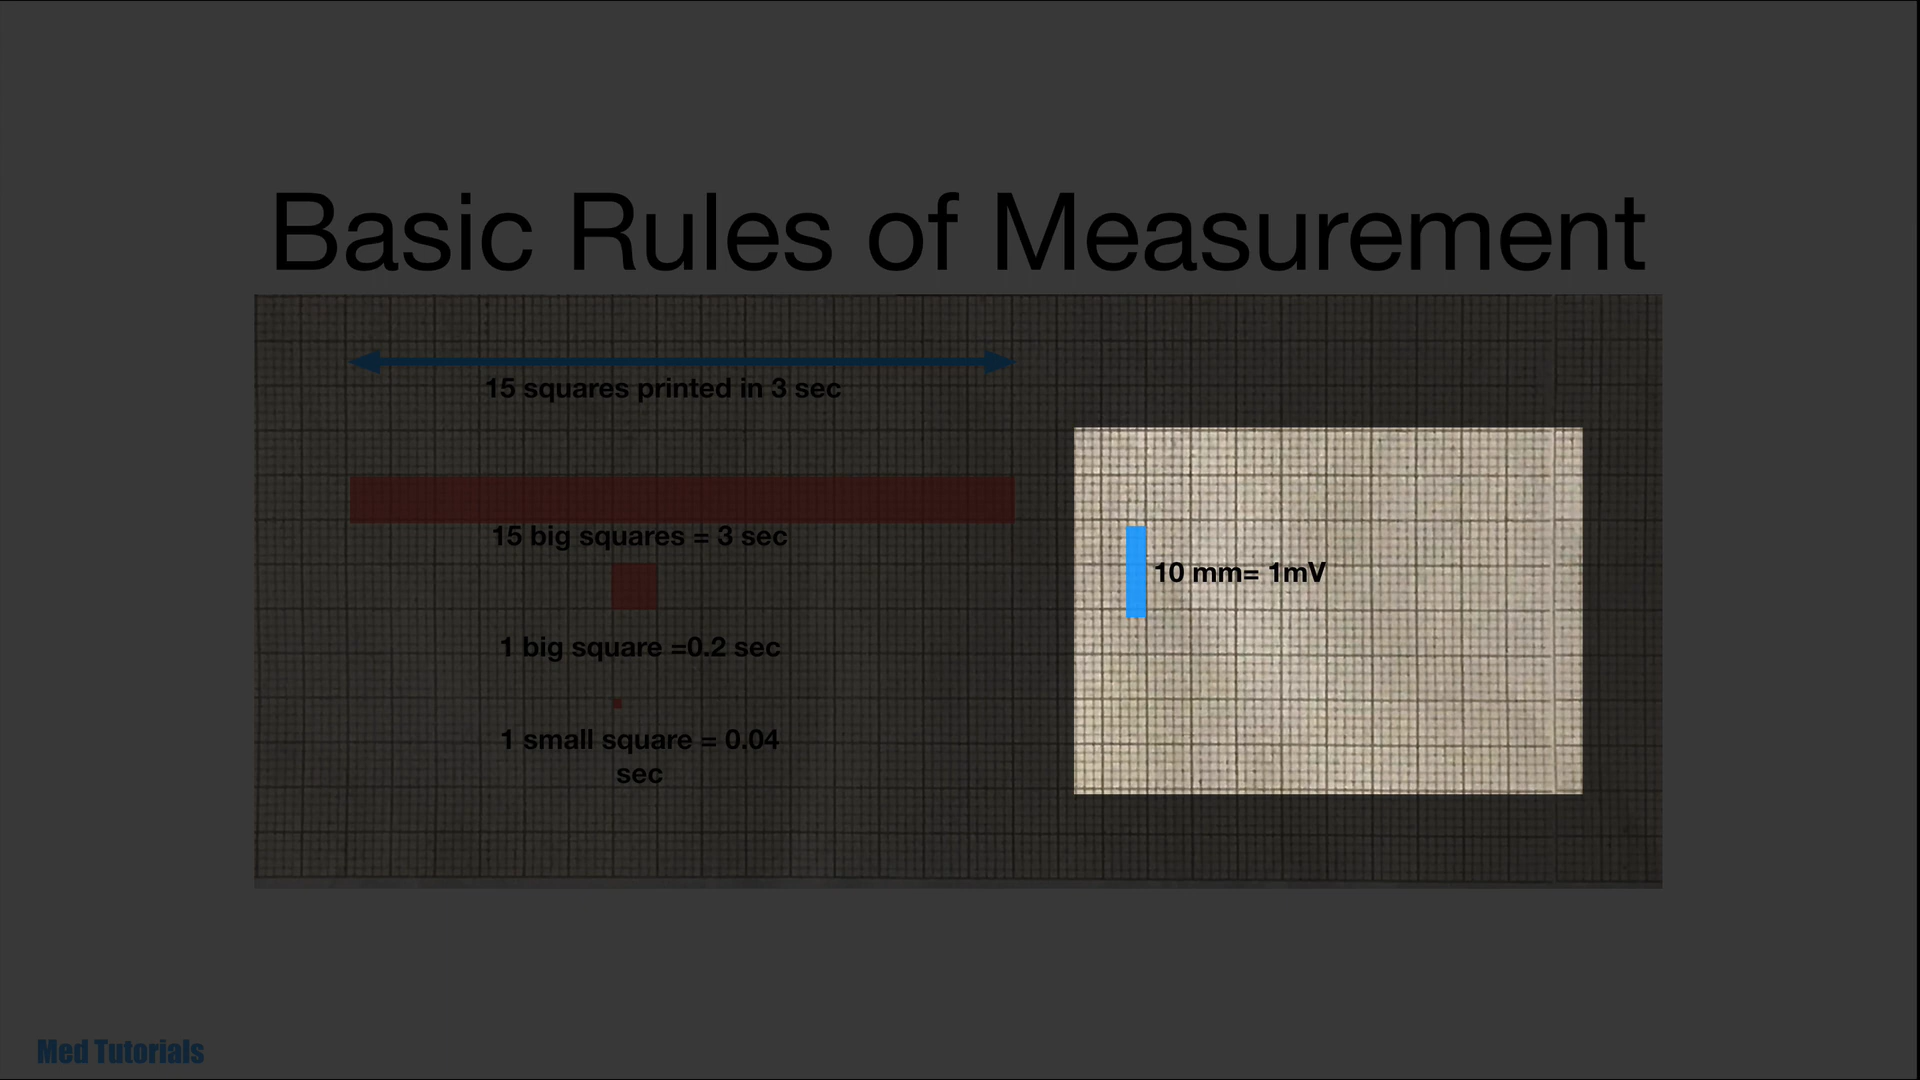 Basic Rules of Measurement
15 squares printed in 3 sec
15 big squares = 3 sec
10 mm= 1mV
1 big square =0.2 sec
1 small square = 0.04
sec
Med Tutorials